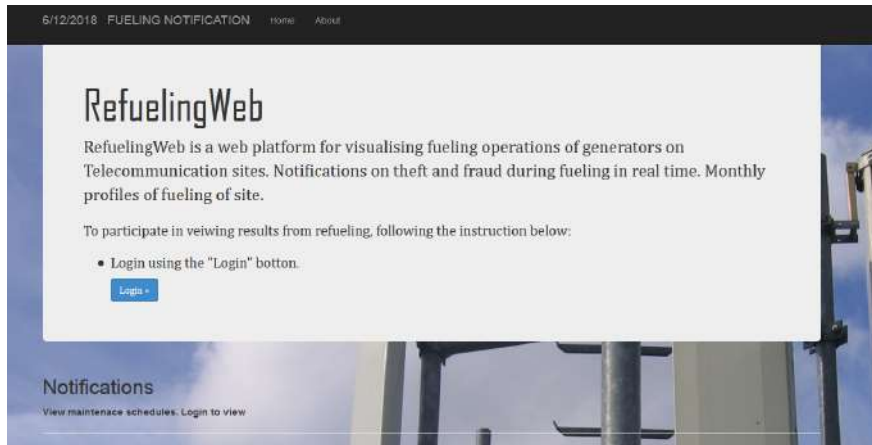 6/12/2018 FUELING NOTIFICATION Home About
RefuelingWeb
RefuelingWeb is a web platform for visualising fueling operations of generators on
Telecommunication sites. Notifications on theft and fraud during fueling in real time. Monthly
profiles of fueling of site.
To participate in veiwing results from refueling, following the instruction below:
• Login using the "Login" botton.
Login »
Notifications
View maintenace schedules. Login to view